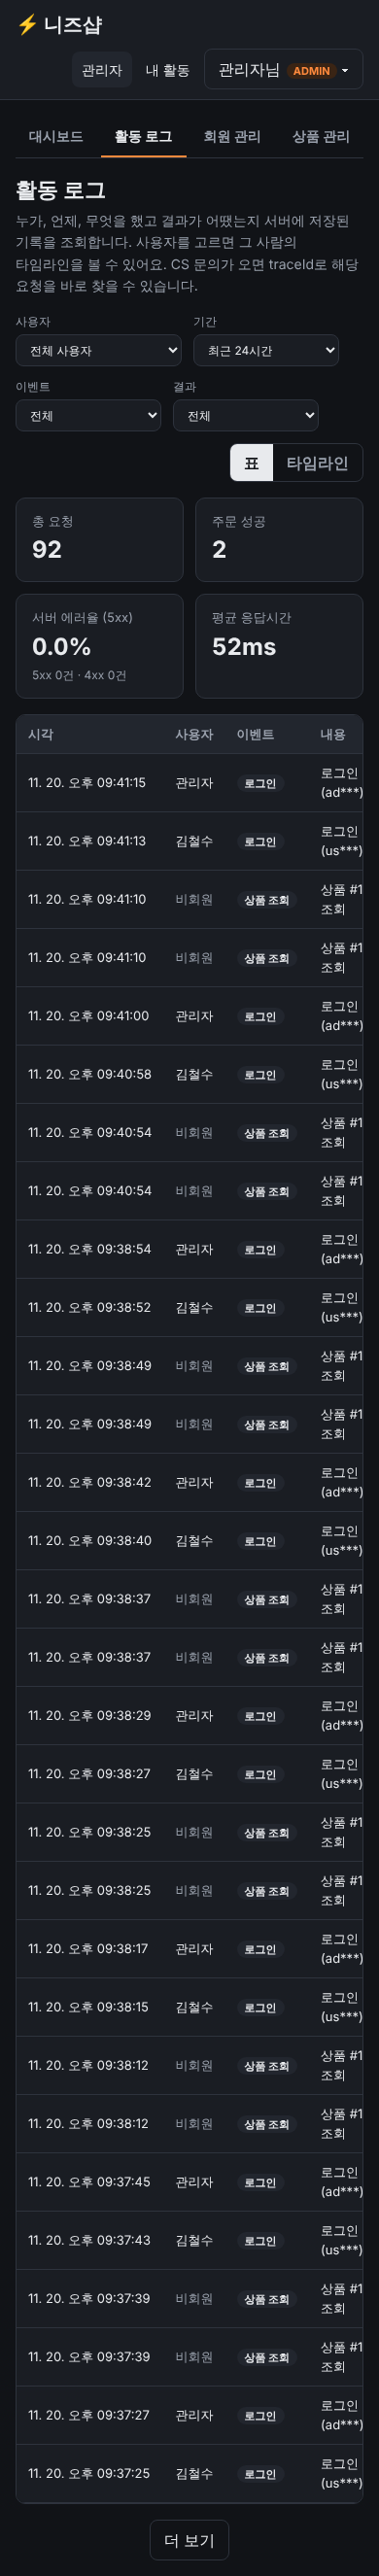 ⚡ 니즈샵
관리자 내 활동 관리자님 ADMIN
대시보드 활동 로그 회원 관리 상품 관리
활동 로그
누가, 언제, 무엇을 했고 결과가 어땠는지 서버에 저장된
기록을 조회합니다. 사용자를 고르면 그 사람의
타임라인을 볼 수 있어요. CS 문의가 오면 traceId로 해당
요청을 바로 찾을 수 있습니다.
사용자 기간
전체 사용자 최근 24시간
이벤트 결과
전체 전체
표 타임라인
총 요청 주문 성공
92 2
서버 에러율 (5xx) 평균 응답시간
0.0% 52ms
5xx 0건 · 4xx 0건
시각 사용자 이벤트 내용
11. 20. 오후 09:41:15 관리자 로그인 로그인
(ad***)
11. 20. 오후 09:41:13 김철수 로그인 로그인
(us***)
11. 20. 오후 09:41:10 비회원 상품 조회 상품 #1
조회
11. 20. 오후 09:41:10 비회원 상품 조회 상품 #1
조회
11. 20. 오후 09:41:00 관리자 로그인 로그인
(ad***)
11. 20. 오후 09:40:58 김철수 로그인 로그인
(us***)
11. 20. 오후 09:40:54 비회원 상품 조회 상품 #1
조회
11. 20. 오후 09:40:54 비회원 상품 조회 상품 #1
조회
11. 20. 오후 09:38:54 관리자 로그인 로그인
(ad***)
11. 20. 오후 09:38:52 김철수 로그인 로그인
(us***)
11. 20. 오후 09:38:49 비회원 상품 조회 상품 #1
조회
11. 20. 오후 09:38:49 비회원 상품 조회 상품 #1
조회
11. 20. 오후 09:38:42 관리자 로그인 로그인
(ad***)
11. 20. 오후 09:38:40 김철수 로그인 로그인
(us***)
11. 20. 오후 09:38:37 비회원 상품 조회 상품 #1
조회
11. 20. 오후 09:38:37 비회원 상품 조회 상품 #1
조회
11. 20. 오후 09:38:29 관리자 로그인 로그인
(ad***)
11. 20. 오후 09:38:27 김철수 로그인 로그인
(us***)
11. 20. 오후 09:38:25 비회원 상품 조회 상품 #1
조회
11. 20. 오후 09:38:25 비회원 상품 조회 상품 #1
조회
11. 20. 오후 09:38:17 관리자 로그인 로그인
(ad***)
11. 20. 오후 09:38:15 김철수 로그인 로그인
(us***)
11. 20. 오후 09:38:12 비회원 상품 조회 상품 #1
조회
11. 20. 오후 09:38:12 비회원 상품 조회 상품 #1
조회
11. 20. 오후 09:37:45 관리자 로그인 로그인
(ad***)
11. 20. 오후 09:37:43 김철수 로그인 로그인
(us***)
11. 20. 오후 09:37:39 비회원 상품 조회 상품 #1
조회
11. 20. 오후 09:37:39 비회원 상품 조회 상품 #1
조회
11. 20. 오후 09:37:27 관리자 로그인 로그인
(ad***)
11. 20. 오후 09:37:25 김철수 로그인 로그인
(us***)
더 보기